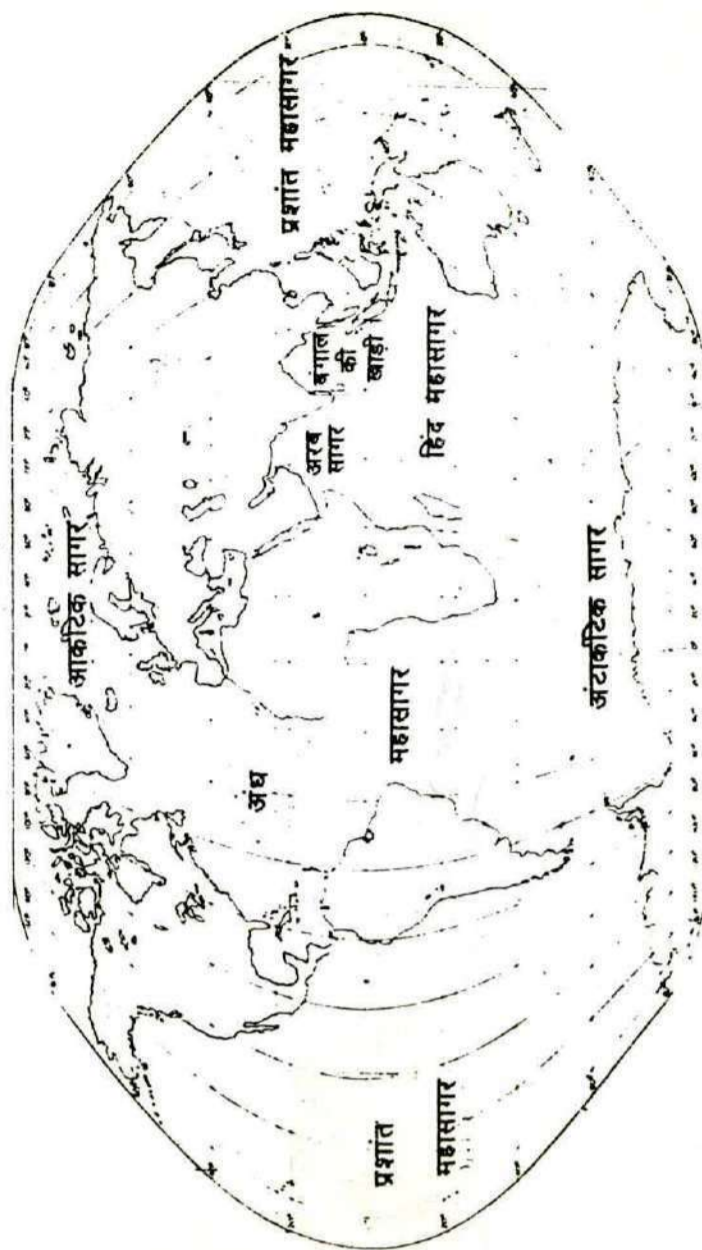 आर्कटिक सागर
प्रशांत महासागर
अंध
महासागर
अरब
सागर
बंगाल
की
खाड़ी
प्रशांत
महासागर
हिंद महासागर
अंटार्कटिक सागर